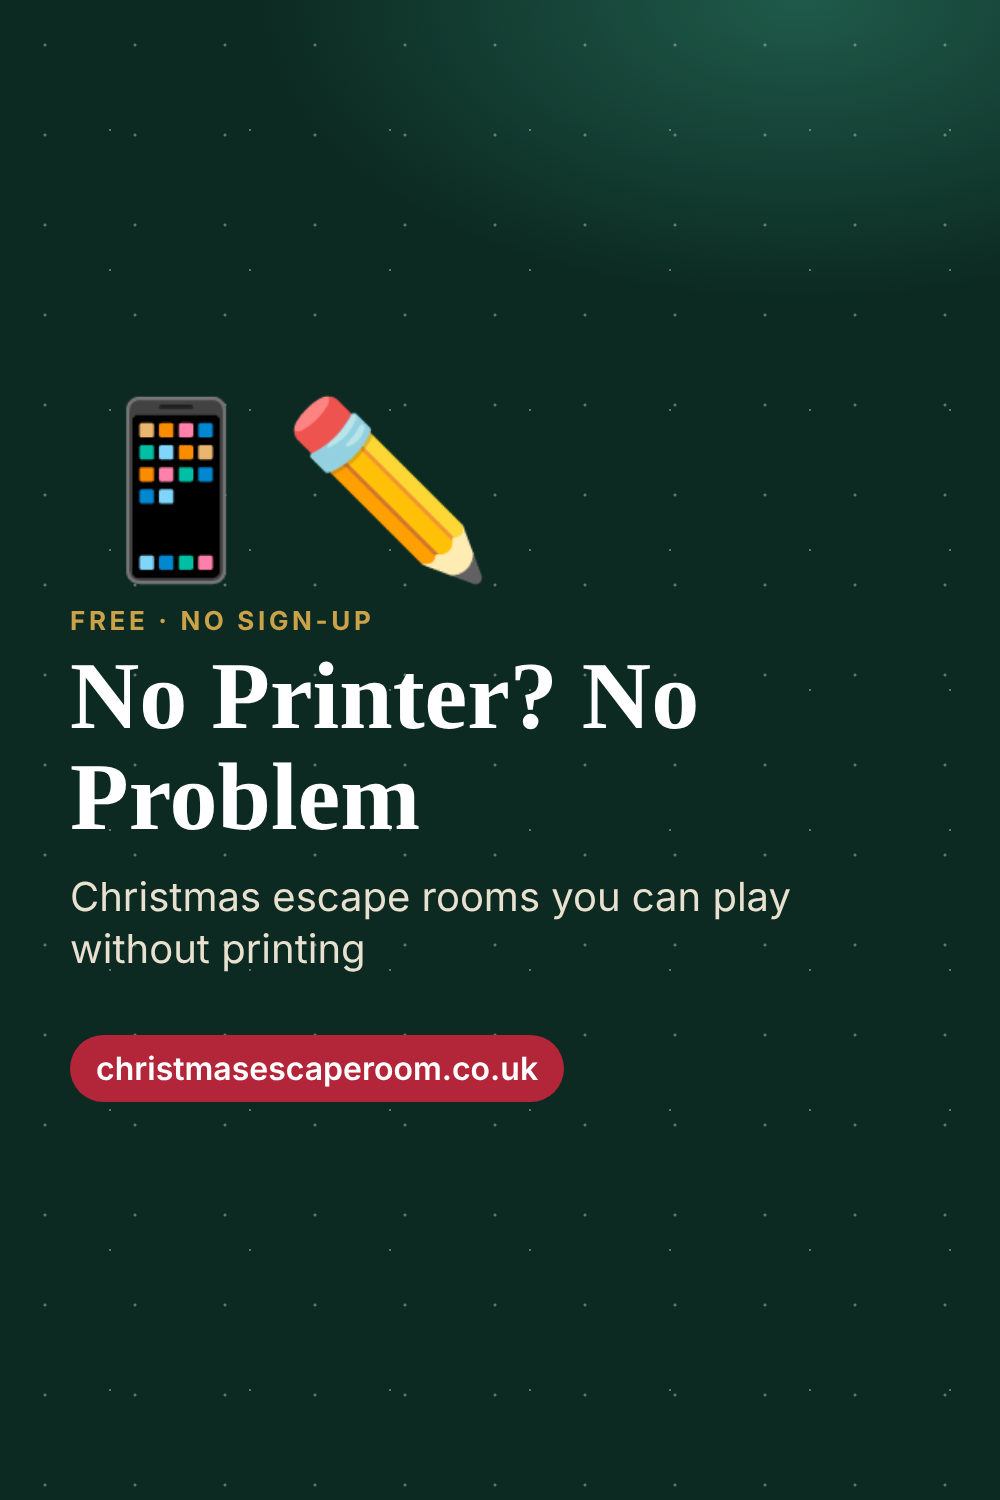 FREE · NO SIGN-UP
No Printer? No
Problem
Christmas escape rooms you can play
without printing
christmasescaperoom.co.uk